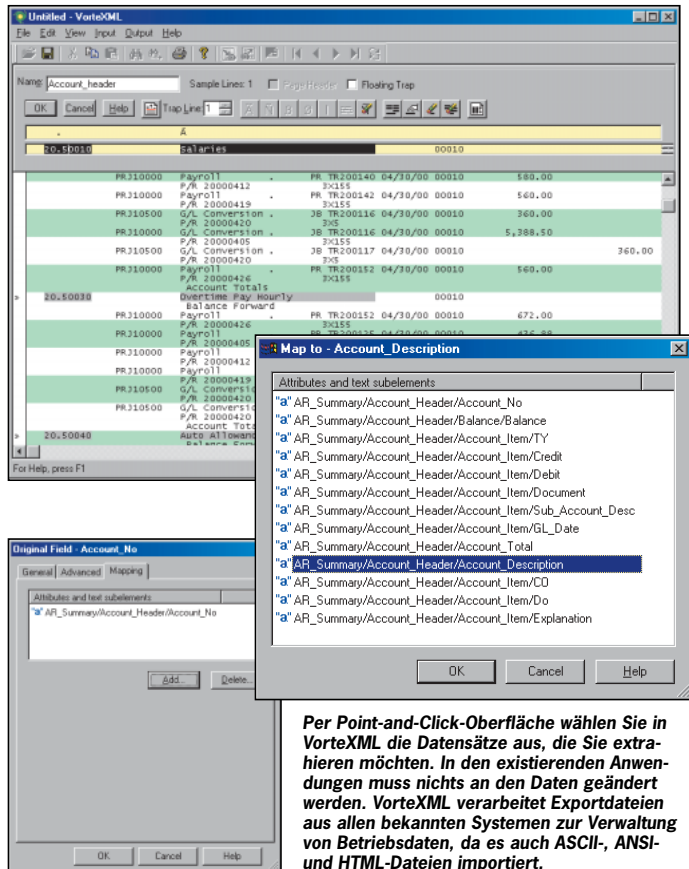 Untitled - VorteXML
File Edit View Input Output Help
Name: Account_header Sample Lines: 1 Page Header Floating Trap
OK Cancel Help Trap Line: 1
. Ä
20.50010 Salaries 00010
PRJ10000 Payroll . PR TR200140 04/30/00 00010 580.00
P/R 20000412 3X155
PRJ10000 Payroll . PR TR200142 04/30/00 00010 560.00
P/R 20000419 3X155
PRJ10500 G/L Conversion . JB TR200116 04/30/00 00010 360.00
G/L 20000420 3X5
PRJ10000 G/L Conversion . JB TR200116 04/30/00 00010 5,388.50
P/R 20000405 3X155
PRJ10500 G/L Conversion . JB TR200117 04/30/00 00010 360.00
P/R 20000420 3X5
PRJ10000 Payroll . PR TR200152 04/30/00 00010 560.00
P/R 20000426 3X155
Account Totals
» 20.50030 Overtime Pay Hourly 00010
Balance Forward
PRJ10000 Payroll . PR TR200152 04/30/00 00010 672.00
P/R 20000426 3X155
PRJ10000 Payroll
P/R 20000405
PRJ10000 Payroll
P/R 20000412
PRJ10000 Payroll
P/R 20000419
PRJ10500 G/L
P/R 20000420
PRJ10500 G/L
P/R 20000420
Account
» 20.50040 Auto
Balance
For Help, press F1
Map to - Account_Description
Attributes and text subelements
"a" AR_Summary/Account_Header/Account_No
"a" AR_Summary/Account_Header/Balance/Balance
"a" AR_Summary/Account_Header/Account_Item/TY
"a" AR_Summary/Account_Header/Account_Item/Credit
"a" AR_Summary/Account_Header/Account_Item/Debit
"a" AR_Summary/Account_Header/Account_Item/Document
"a" AR_Summary/Account_Header/Account_Item/Sub_Account_Desc
"a" AR_Summary/Account_Header/Account_Item/GL_Date
"a" AR_Summary/Account_Header/Account_Total
"a" AR_Summary/Account_Header/Account_Description
"a" AR_Summary/Account_Header/Account_Item/CO
"a" AR_Summary/Account_Header/Account_Item/Do
"a" AR_Summary/Account_Header/Account_Item/Explanation
OK Cancel Help
Original Field - Account_No
General Advanced Mapping
Attributes and text subelements
"a" AR_Summary/Account_Header/Account_No
Add... Delete...
OK Cancel Help
Per Point-and-Click-Oberfläche wählen Sie in
VorteXML die Datensätze aus, die Sie extra-
hieren möchten. In den existierenden Anwen-
dungen muss nichts an den Daten geändert
werden. VorteXML verarbeitet Exportdateien
aus allen bekannten Systemen zur Verwaltung
von Betriebsdaten, da es auch ASCII-, ANSI-
und HTML-Dateien importiert.